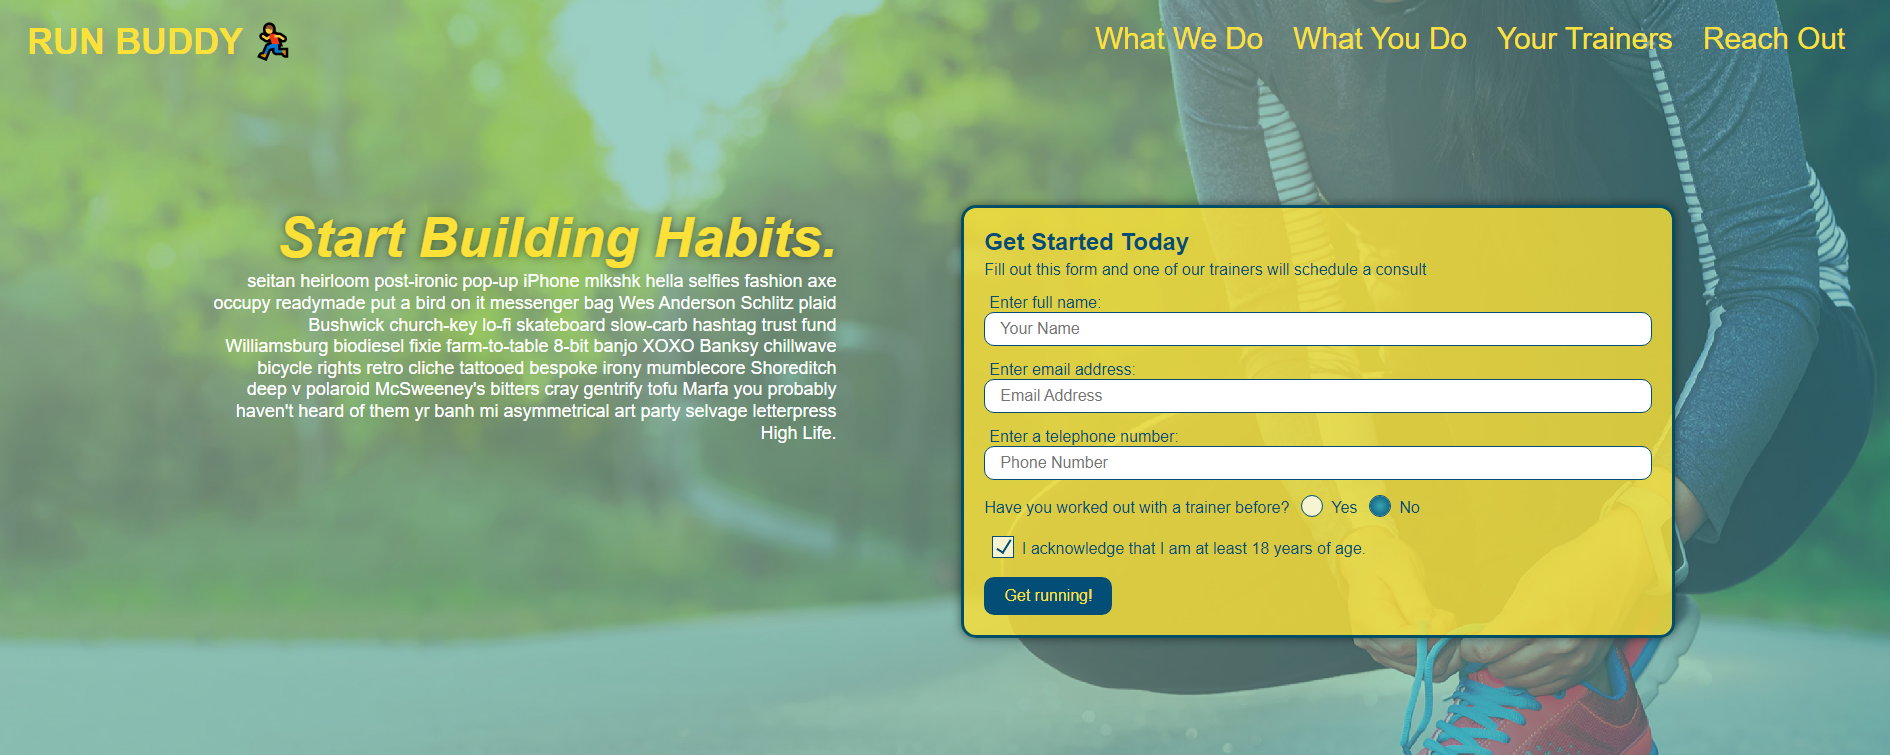 RUN BUDDY 🏃
What We Do What You Do Your Trainers Reach Out
Start Building Habits.
seitan heirloom post-ironic pop-up iPhone mlkshk hella selfies fashion axe
occupy readymade put a bird on it messenger bag Wes Anderson Schlitz plaid
Bushwick church-key lo-fi skateboard slow-carb hashtag trust fund
Williamsburg biodiesel fixie farm-to-table 8-bit banjo XOXO Banksy chillwave
bicycle rights retro cliche tattooed bespoke irony mumblecore Shoreditch
deep v polaroid McSweeney's bitters cray gentrify tofu Marfa you probably
haven't heard of them yr banh mi asymmetrical art party selvage letterpress
High Life.
Get Started Today
Fill out this form and one of our trainers will schedule a consult
Enter full name:
Your Name
Enter email address:
Email Address
Enter a telephone number:
Phone Number
Have you worked out with a trainer before? Yes No
I acknowledge that I am at least 18 years of age.
Get running!